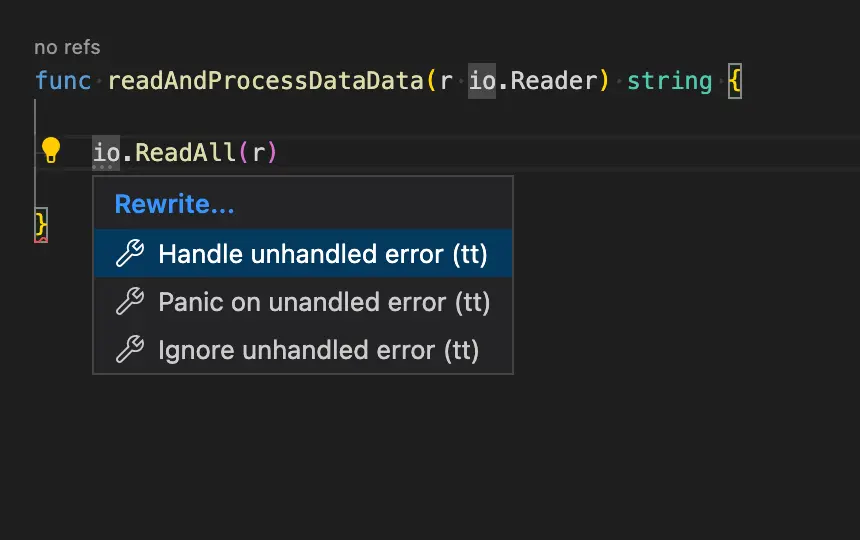 no refs
func readAndProcessDataData(r io.Reader) string {
io.ReadAll(r)
Rewrite...
Handle unhandled error (tt)
Panic on unandled error (tt)
Ignore unhandled error (tt)
}